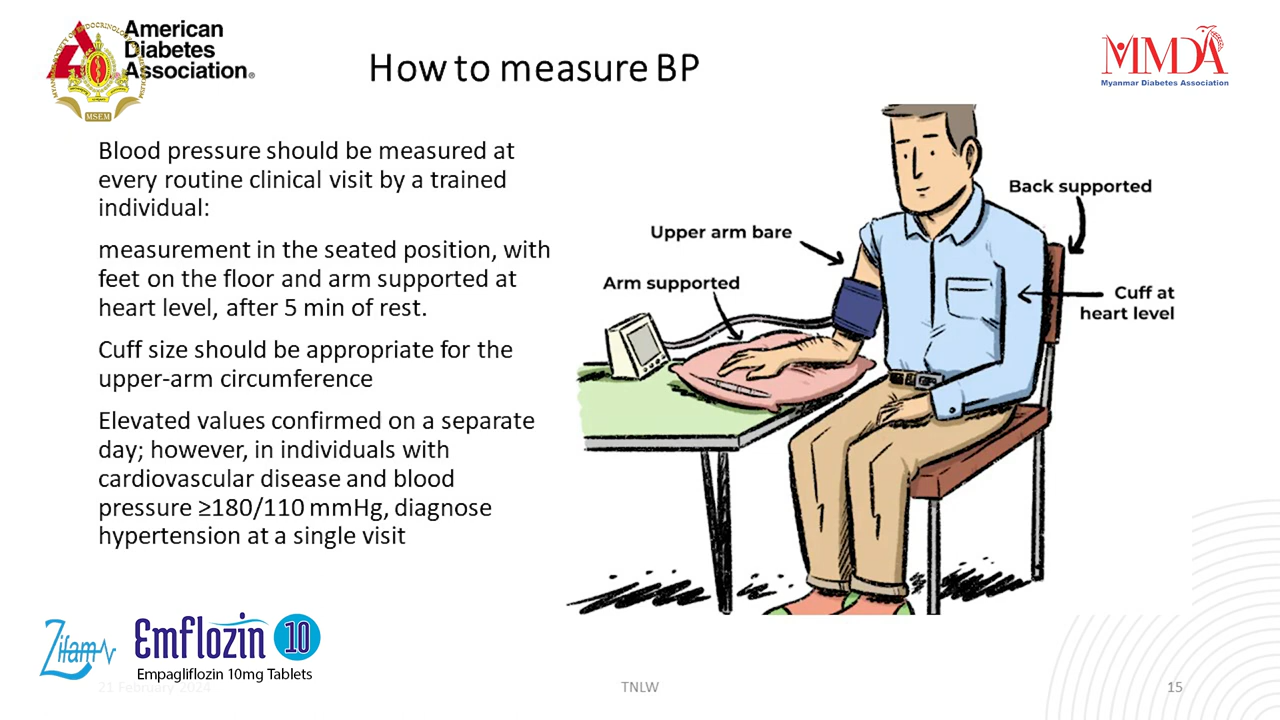 American
Diabetes
Association®
MSEM
How to measure BP
MMDA
Myanmar Diabetes Association
Blood pressure should be measured at
every routine clinical visit by a trained
individual:
measurement in the seated position, with
feet on the floor and arm supported at
heart level, after 5 min of rest.
Cuff size should be appropriate for the
upper-arm circumference
Elevated values confirmed on a separate
day; however, in individuals with
cardiovascular disease and blood
pressure ≥180/110 mmHg, diagnose
hypertension at a single visit
Back supported
Upper arm bare
Arm supported
Cuff at
heart level
Zifam
Emflozin 10
Empagliflozin 10mg Tablets
21 February 2024
TNLW
15